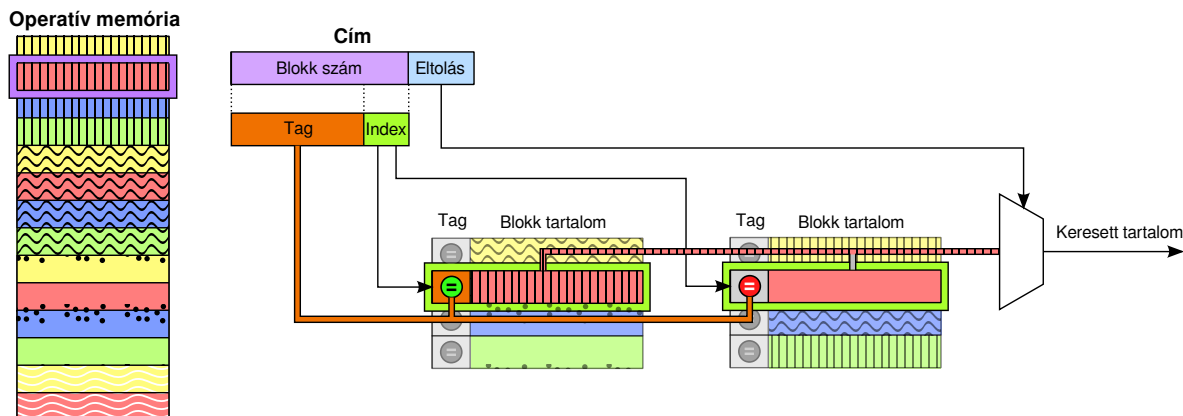 Operatív memória
Cím
Blokk szám
Eltolás
Tag
Index
Tag
Blokk tartalom
Tag
Blokk tartalom
Keresett tartalom
=
=
=
=
=
=
=
=